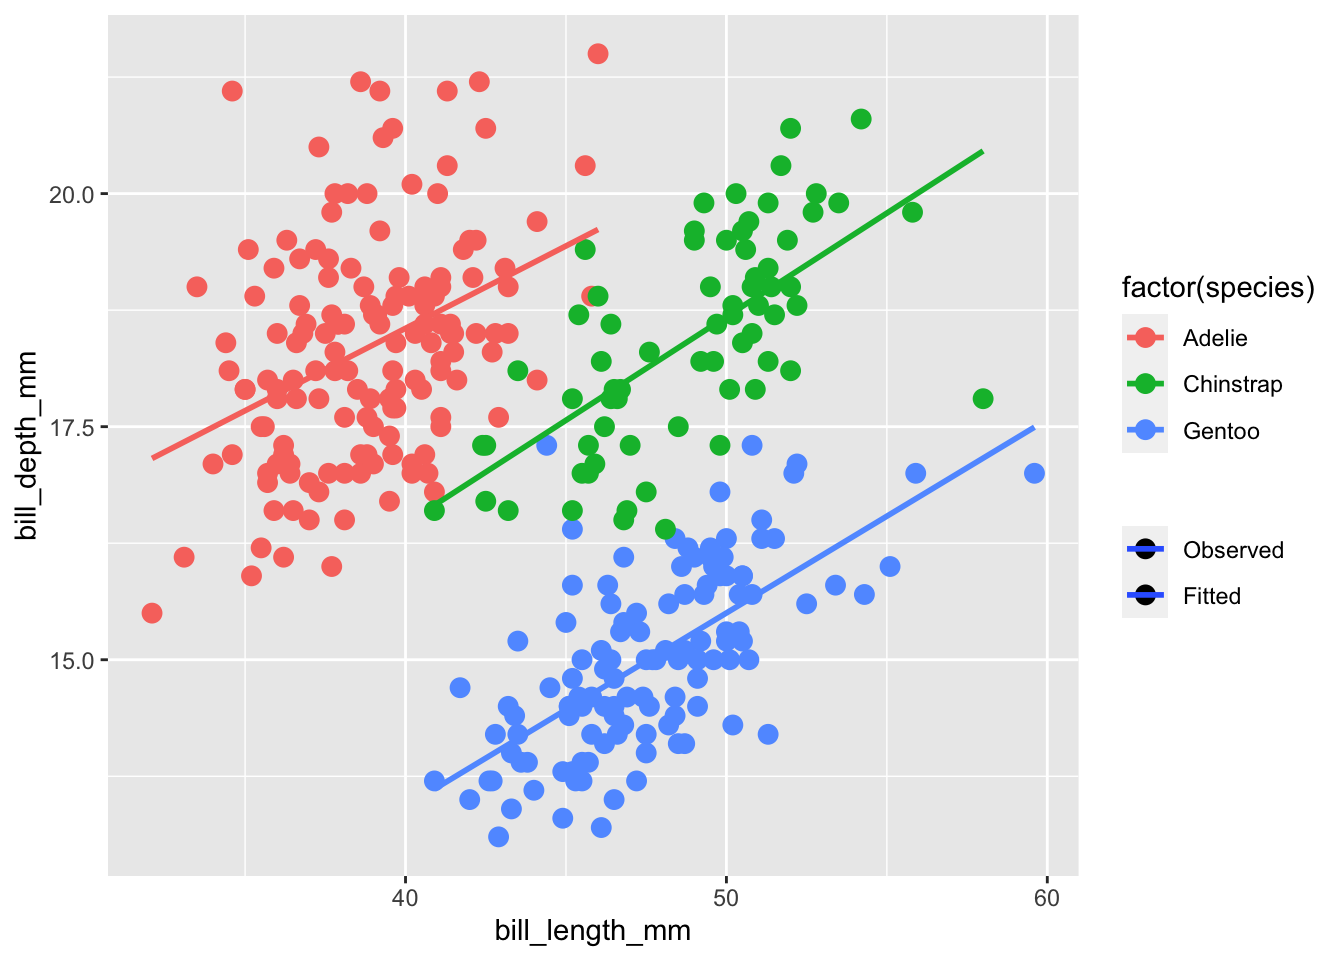 bill_depth_mm
20.0
17.5
15.0
40
50
60
bill_length_mm
factor(species)
Adelie
Chinstrap
Gentoo
Observed
Fitted